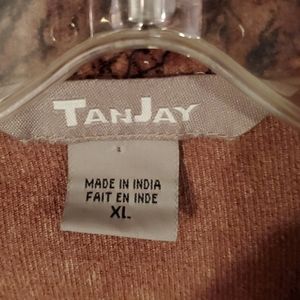 TANJAY
MADE IN INDIA
FAIT EN INDE
XL